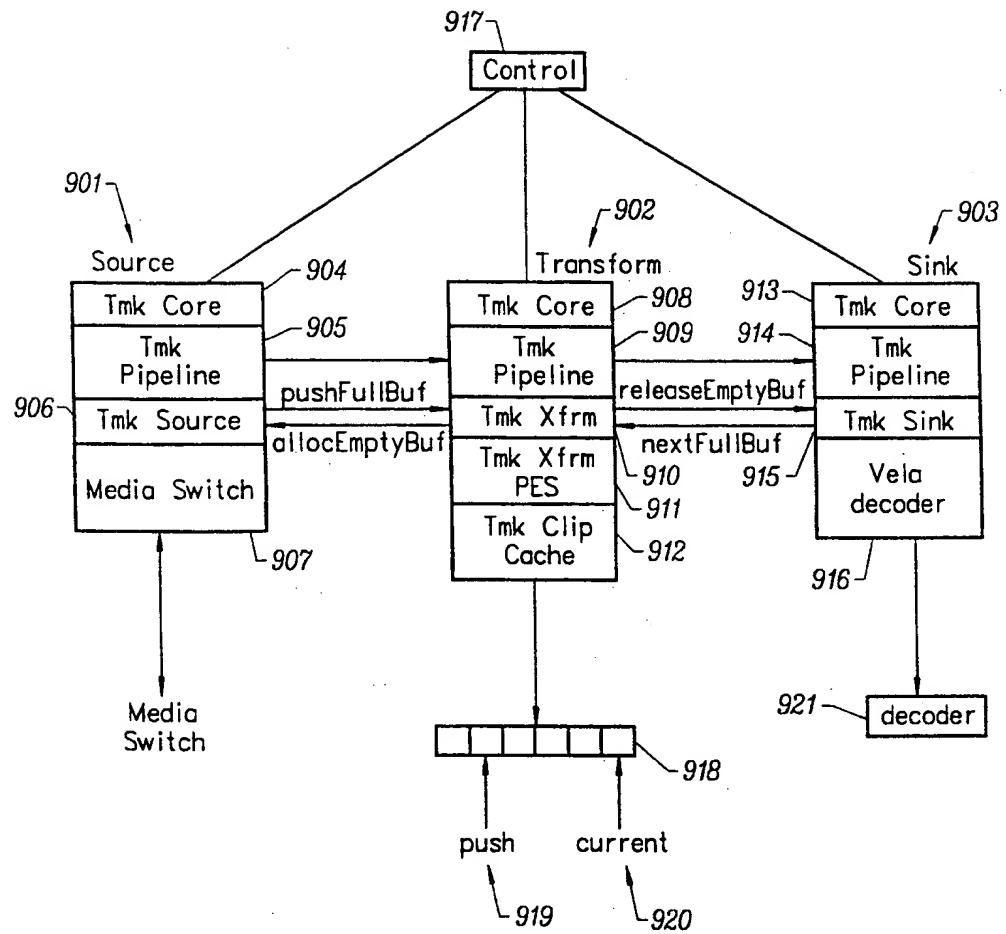 917
Control
901
902
903
Source
904
Transform
Sink
Tmk Core
Tmk Core
908
913
Tmk Core
905
909
914
Tmk
Pipeline
Tmk
Pipeline
Tmk
Pipeline
pushFullBuf
releaseEmptyBuf
906
Tmk Source
Tmk Xfrm
Tmk Sink
allocEmptyBuf
nextFullBuf
910
915
Media Switch
Tmk Xfrm
PES
911
Vela
decoder
Tmk Clip
Cache
912
907
916
Media
Switch
921
decoder
918
push
current
919
920